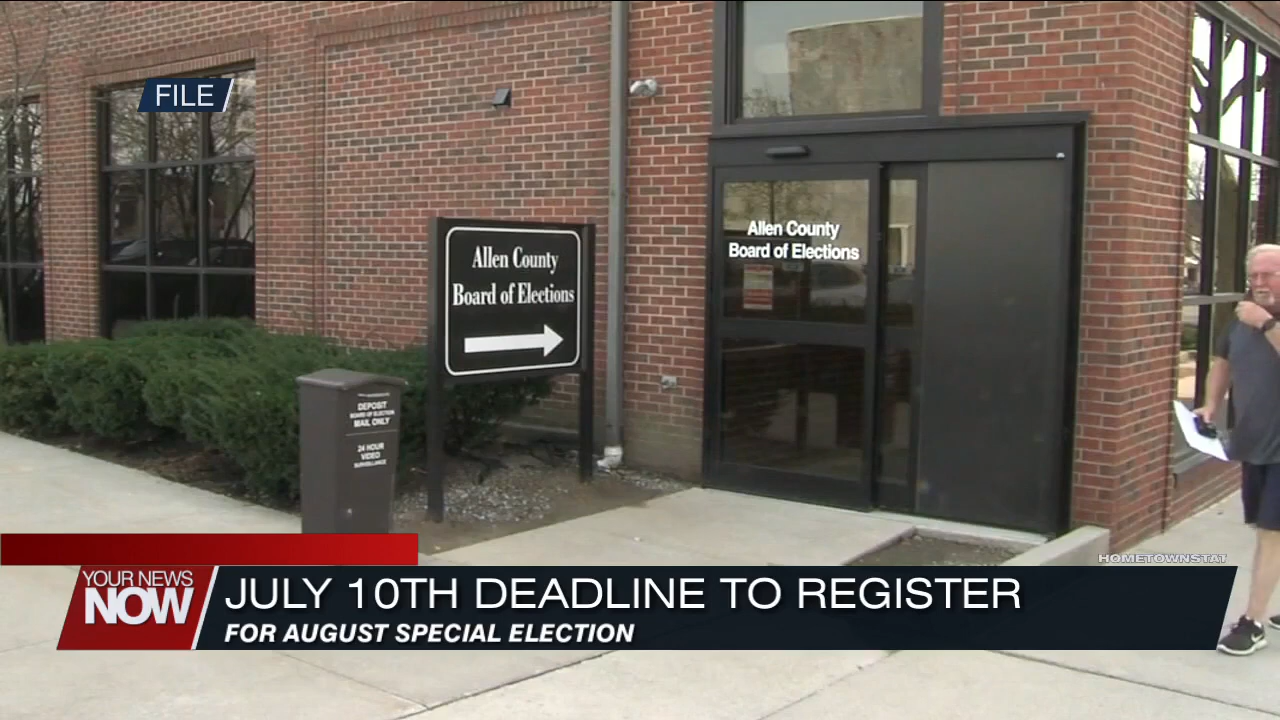 FILE
Allen County
Board of Elections
Allen County
Board of Elections
DEPOSIT
BOARD OF ELECTION
MAIL ONLY
24 HOUR
VIDEO
SURVEILLANCE
HOMETOWNSTAT
YOUR NEWS
NOW
JULY 10TH DEADLINE TO REGISTER
FOR AUGUST SPECIAL ELECTION